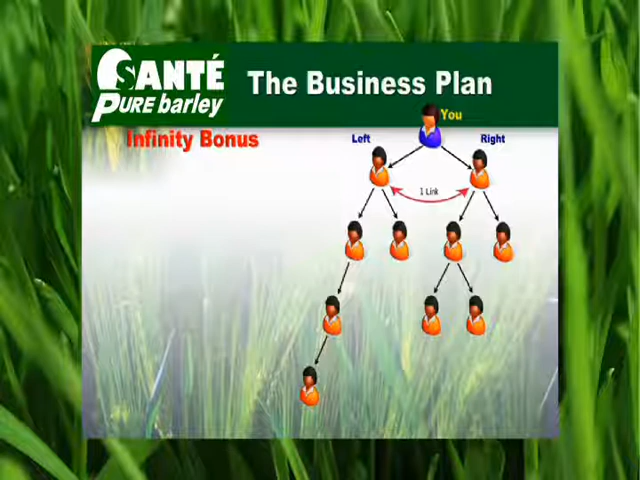 SANTÉ
PURE barley
The Business Plan
You
Infinity Bonus
Left
Right
1 Link